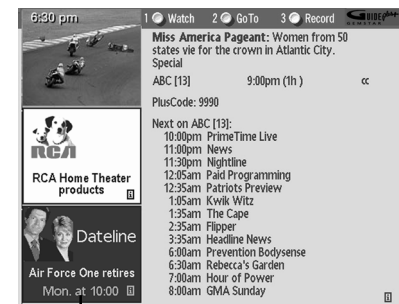 6:30 pm
1 Watch 2 GoTo 3 Record GUIDE Plus+
GEMSTAR
Miss America Pageant: Women from 50
states vie for the crown in Atlantic City.
Special
ABC [13] 9:00pm (1h ) cc
PlusCode: 9990
Next on ABC [13]:
10:00pm PrimeTime Live
11:00pm News
11:30pm Nightline
12:05am Paid Programming
12:35am Patriots Preview
1:05am Kwik Witz
1:35am The Cape
2:35am Flipper
3:35am Headline News
6:00am Prevention Bodysense
6:30am Rebecca's Garden
7:00am Hour of Power
8:00am GMA Sunday
i
RCA
RCA Home Theater
products i
Dateline
Air Force One retires
Mon. at 10:00 i